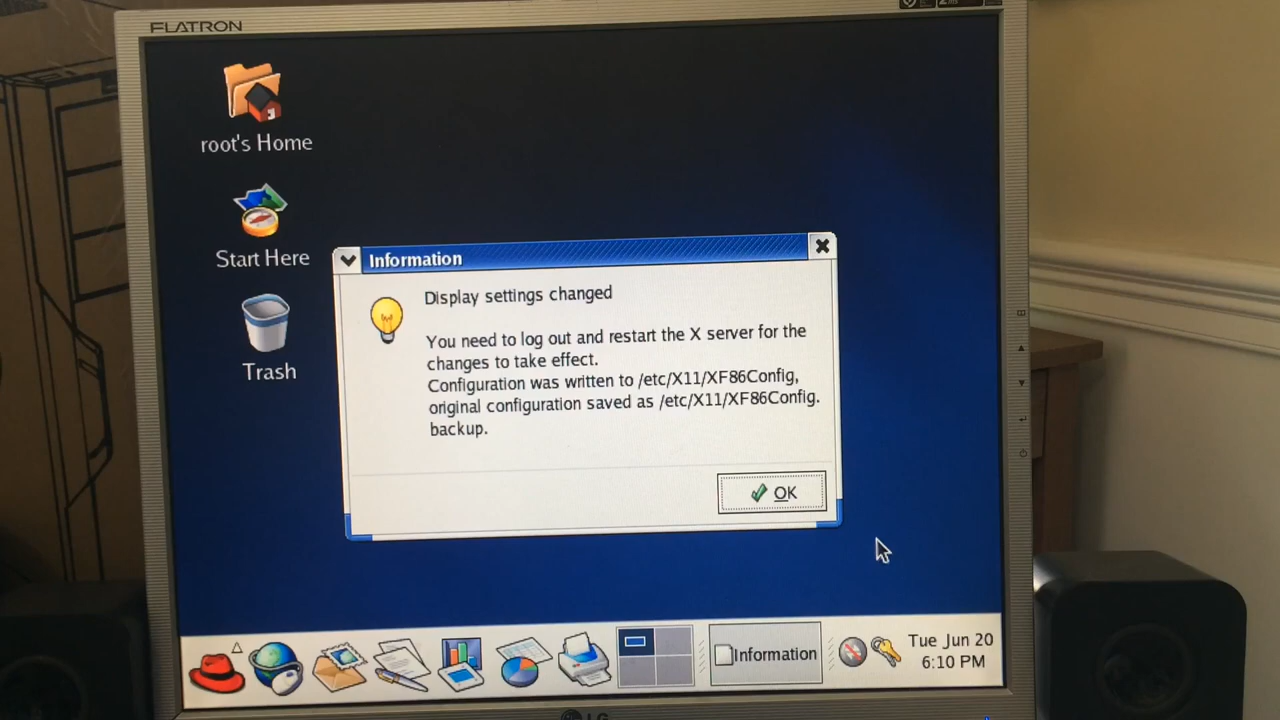 FLATRON
root's Home
Start Here
Trash
Information
Display settings changed
You need to log out and restart the X server for the
changes to take effect.
Configuration was written to /etc/X11/XF86Config,
original configuration saved as /etc/X11/XF86Config.
backup.
OK
Information
Tue Jun 20
6:10 PM
LG